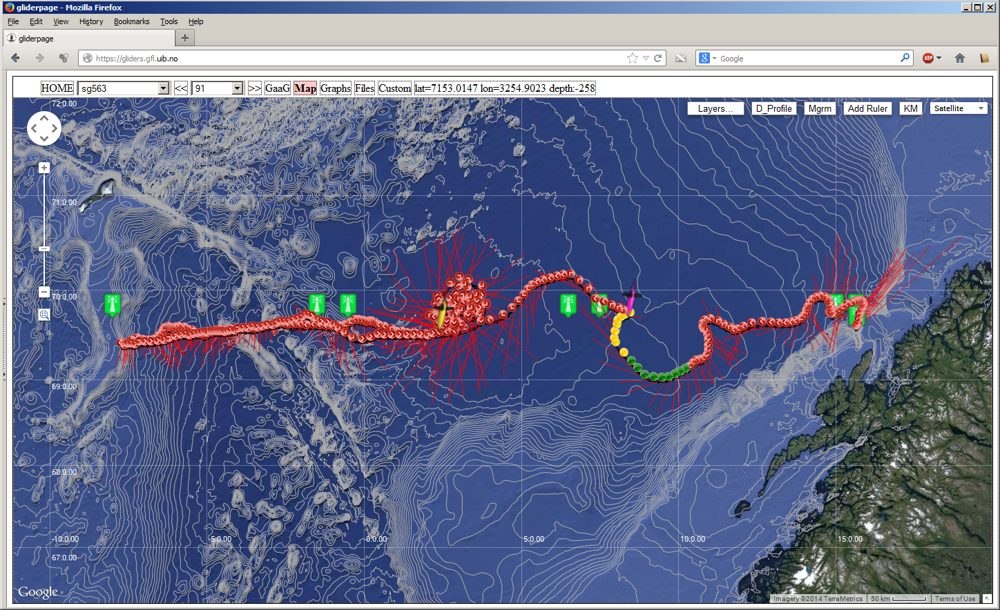 gliderpage - Mozilla Firefox
File Edit View History Bookmarks Tools Help
gliderpage
https://gliders.gfi.uib.no
Google
ABP
HOME sg563 << 91 >> GaaG Map Graphs Files Custom lat=7153.0147 lon=3254.9023 depth:-258
72:0.00
Layers... D_Profile Mgrm Add Ruler KM Satellite
71:0.00
70:0.00
69:0.00
68:0.00
-10:0.00 -5:0.00 0:0.00 5:0.00 10:0.00 15:0.00
67:0.00
Google
Imagery ©2014 TerraMetrics 50 km Terms of Use